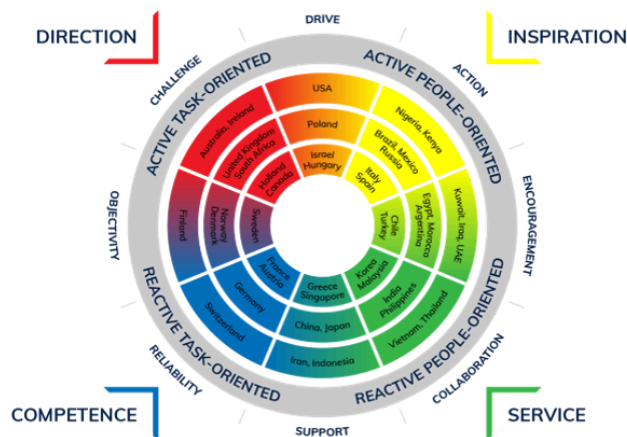 DRIVE
DIRECTION
INSPIRATION
CHALLENGE
ACTION
ACTIVE TASK-ORIENTED
ACTIVE PEOPLE-ORIENTED
USA
Australia, Ireland
Nigeria, Kenya
Poland
United Kingdom
South Africa
Brazil, Mexico
Russia
Israel
Hungary
Holland
Canada
Italy
Spain
OBJECTIVITY
ENCOURAGEMENT
Finland
Norway
Denmark
Sweden
Chile
Turkey
Egypt, Morocco
Argentina
Kuwait, Iraq, UAE
France
Austria
Korea
Malaysia
Germany
Greece
Singapore
India
Philippines
Switzerland
China, Japan
Vietnam, Thailand
Iran, Indonesia
REACTIVE TASK-ORIENTED
REACTIVE PEOPLE-ORIENTED
RELIABILITY
COLLABORATION
COMPETENCE
SERVICE
SUPPORT